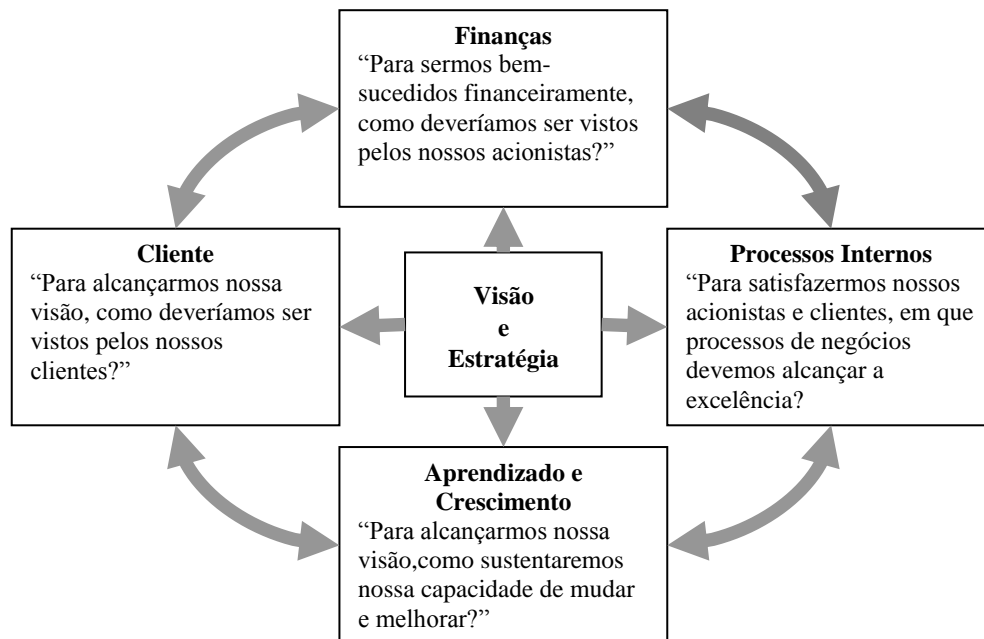 Finanças
“Para sermos bem-
sucedidos financeiramente,
como deveríamos ser vistos
pelos nossos acionistas?”
Cliente
“Para alcançarmos nossa
visão, como deveríamos ser
vistos pelos nossos
clientes?”
Visão
e
Estratégia
Processos Internos
“Para satisfazermos nossos
acionistas e clientes, em que
processos de negócios
devemos alcançar a
excelência?
Aprendizado e
Crescimento
“Para alcançarmos nossa
visão,como sustentaremos
nossa capacidade de mudar
e melhorar?”